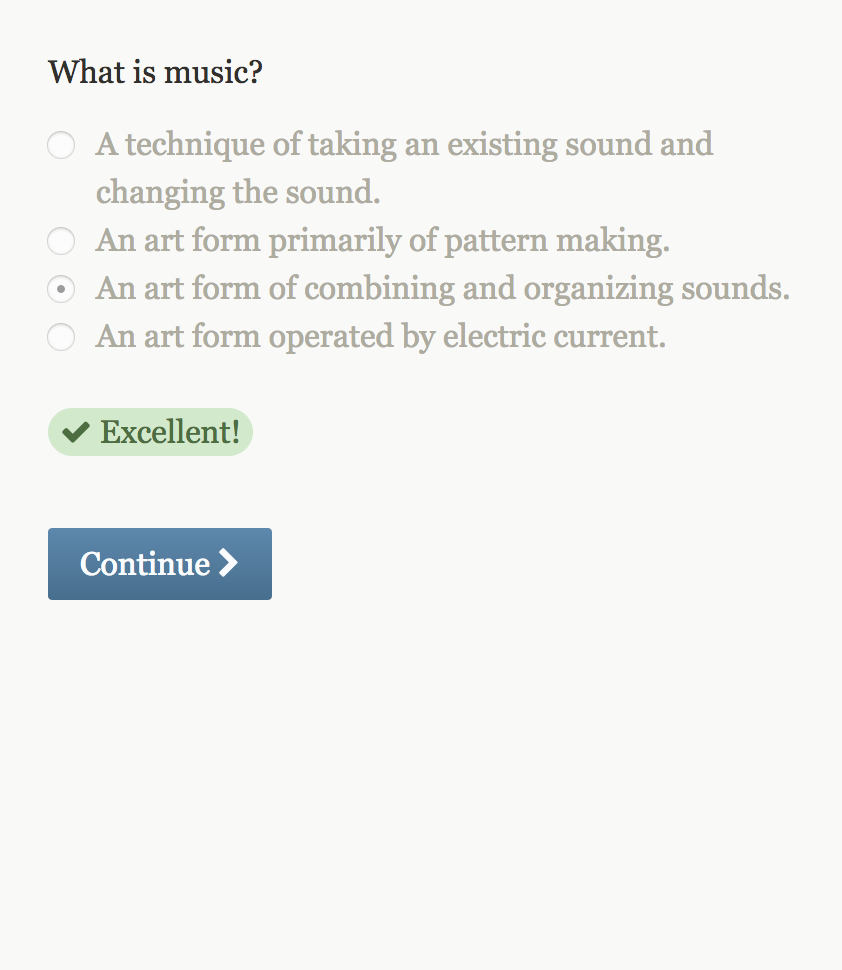 What is music?
A technique of taking an existing sound and
changing the sound.
An art form primarily of pattern making.
An art form of combining and organizing sounds.
An art form operated by electric current.
Excellent!
Continue